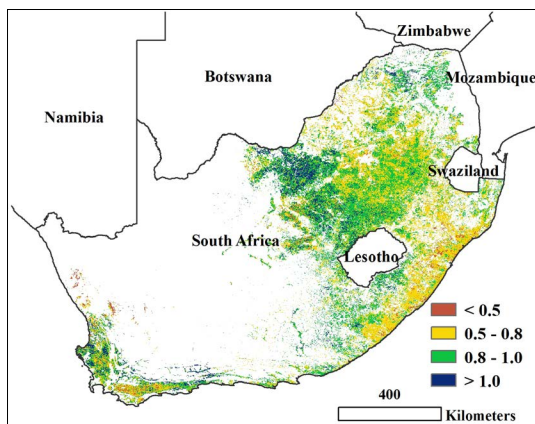 Zimbabwe
Botswana
Mozambique
Namibia
Swaziland
South Africa
Lesotho
< 0.5
0.5 - 0.8
0.8 - 1.0
> 1.0
400
Kilometers